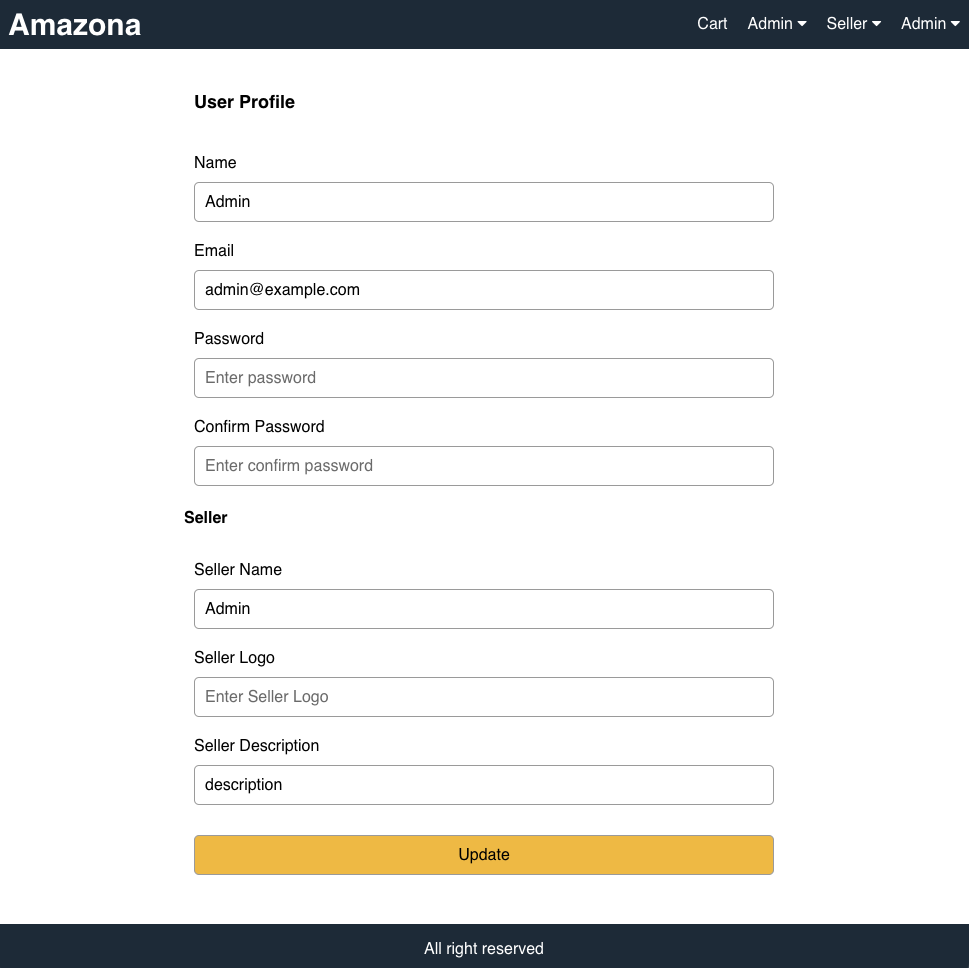 Amazona
Cart Admin Seller Admin
User Profile
Name
Admin
Email
admin@example.com
Password
Enter password
Confirm Password
Enter confirm password
Seller
Seller Name
Admin
Seller Logo
Enter Seller Logo
Seller Description
description
Update
All right reserved